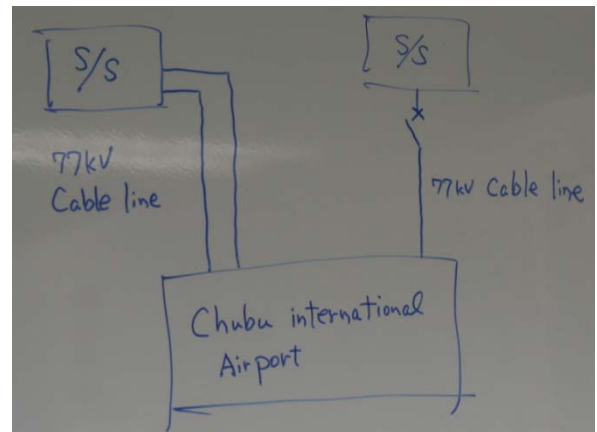 S/S
77kV
Cable line
S/S
77kV Cable line
Chubu international
Airport